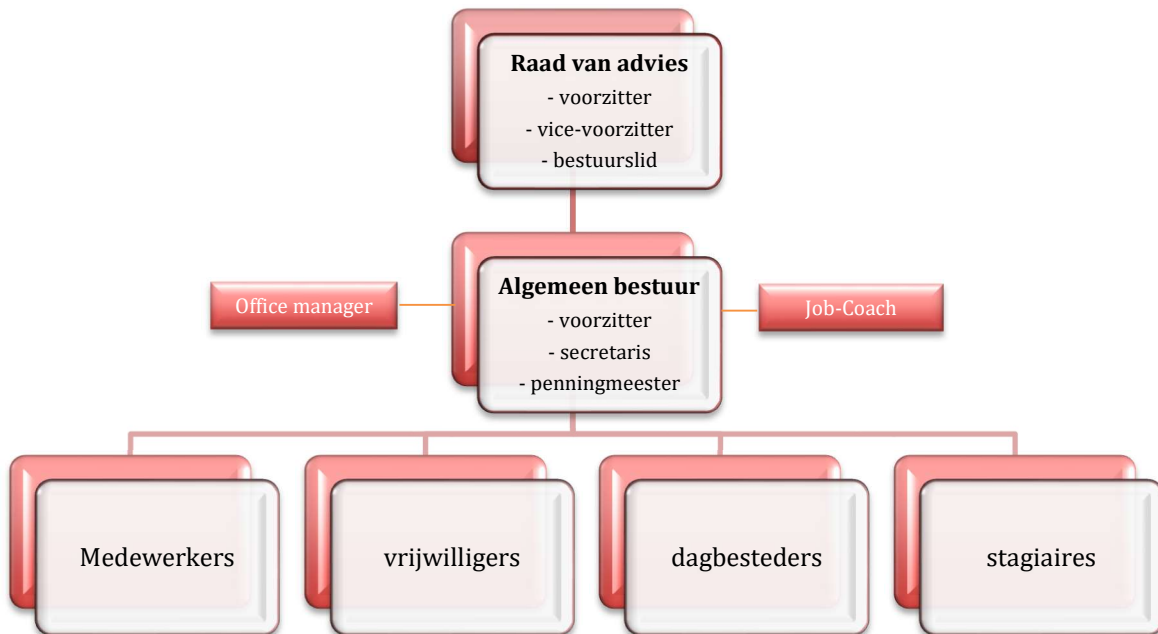 Raad van advies
- voorzitter
- vice-voorzitter
- bestuurslid
Office manager
Algemeen bestuur
- voorzitter
- secretaris
- penningmeester
Job-Coach
Medewerkers
vrijwilligers
dagbesteders
stagiaires